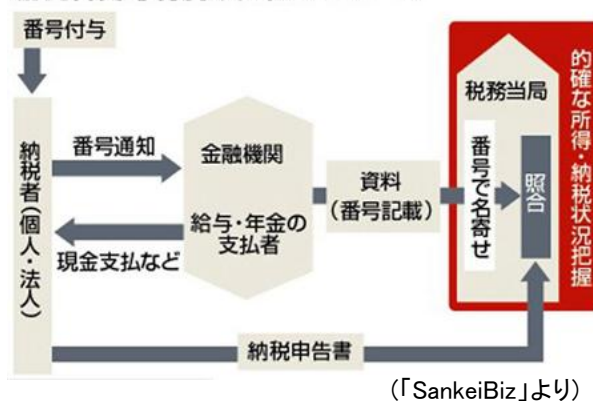 番号付与
納税者(個人・法人)
番号通知
現金支払など
金融機関
給与・年金の
支払者
資料
(番号記載)
税務当局
番号で名寄せ
照合
的確な所得・納税状況把握
納税申告書
(「SankeiBiz」より)